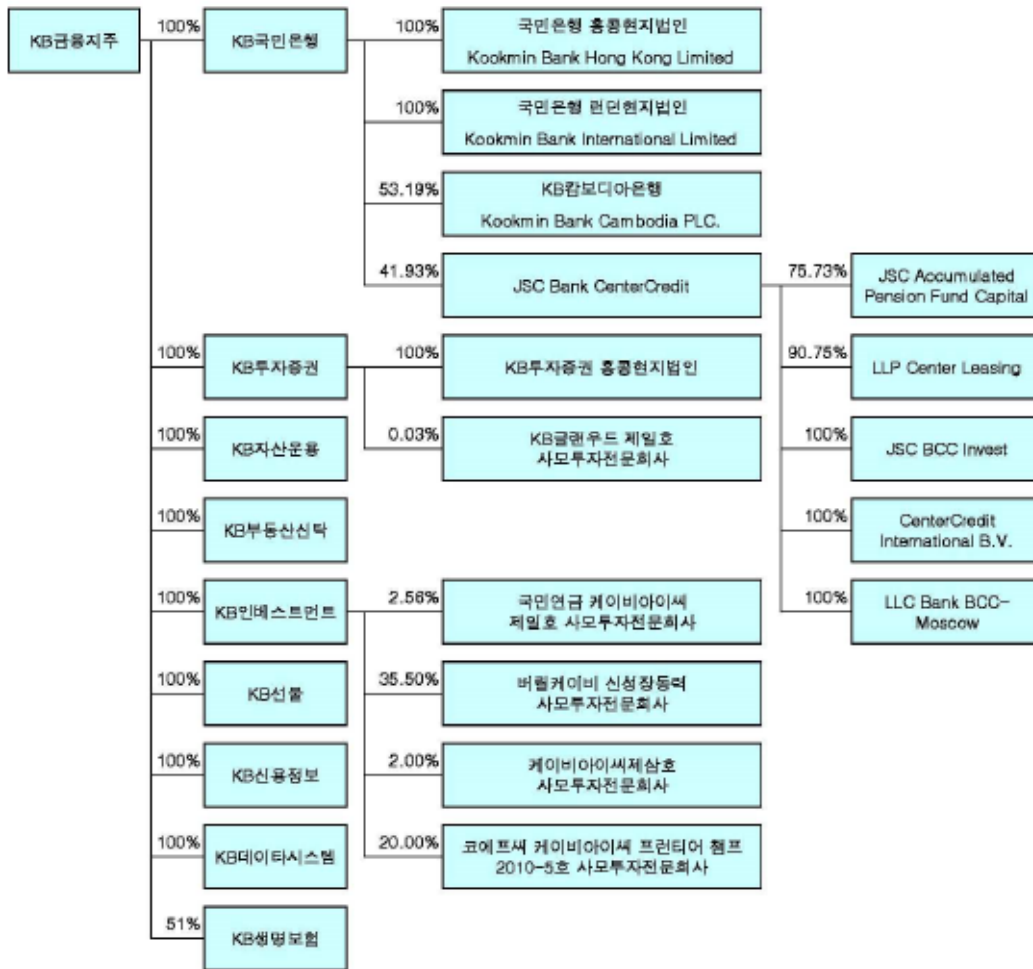 KB금융지주
100%
KB국민은행
100%
국민은행 홍콩현지법인
Kookmin Bank Hong Kong Limited
100%
국민은행 런던현지법인
Kookmin Bank International Limited
53.19%
KB캄보디아은행
Kookmin Bank Cambodia PLC.
41.93%
JSC Bank CenterCredit
75.73%
JSC Accumulated
Pension Fund Capital
100%
KB투자증권
100%
KB투자증권 홍콩현지법인
90.75%
LLP Center Leasing
100%
KB자산운용
0.03%
KB글랜우드 제일호
사모투자전문회사
100%
JSC BCC Invest
100%
KB부동산신탁
100%
CenterCredit
International B.V.
100%
KB인베스트먼트
2.56%
국민연금 케이비아이씨
제일호 사모투자전문회사
100%
LLC Bank BCC-
Moscow
100%
KB선물
35.50%
버림케이비 신성장동력
사모투자전문회사
100%
KB신용정보
2.00%
케이비아이씨제삼호
사모투자전문회사
100%
KB데이타시스템
20.00%
코에프씨 케이비아이씨 프런티어 챔프
2010-5호 사모투자전문회사
51%
KB생명보험